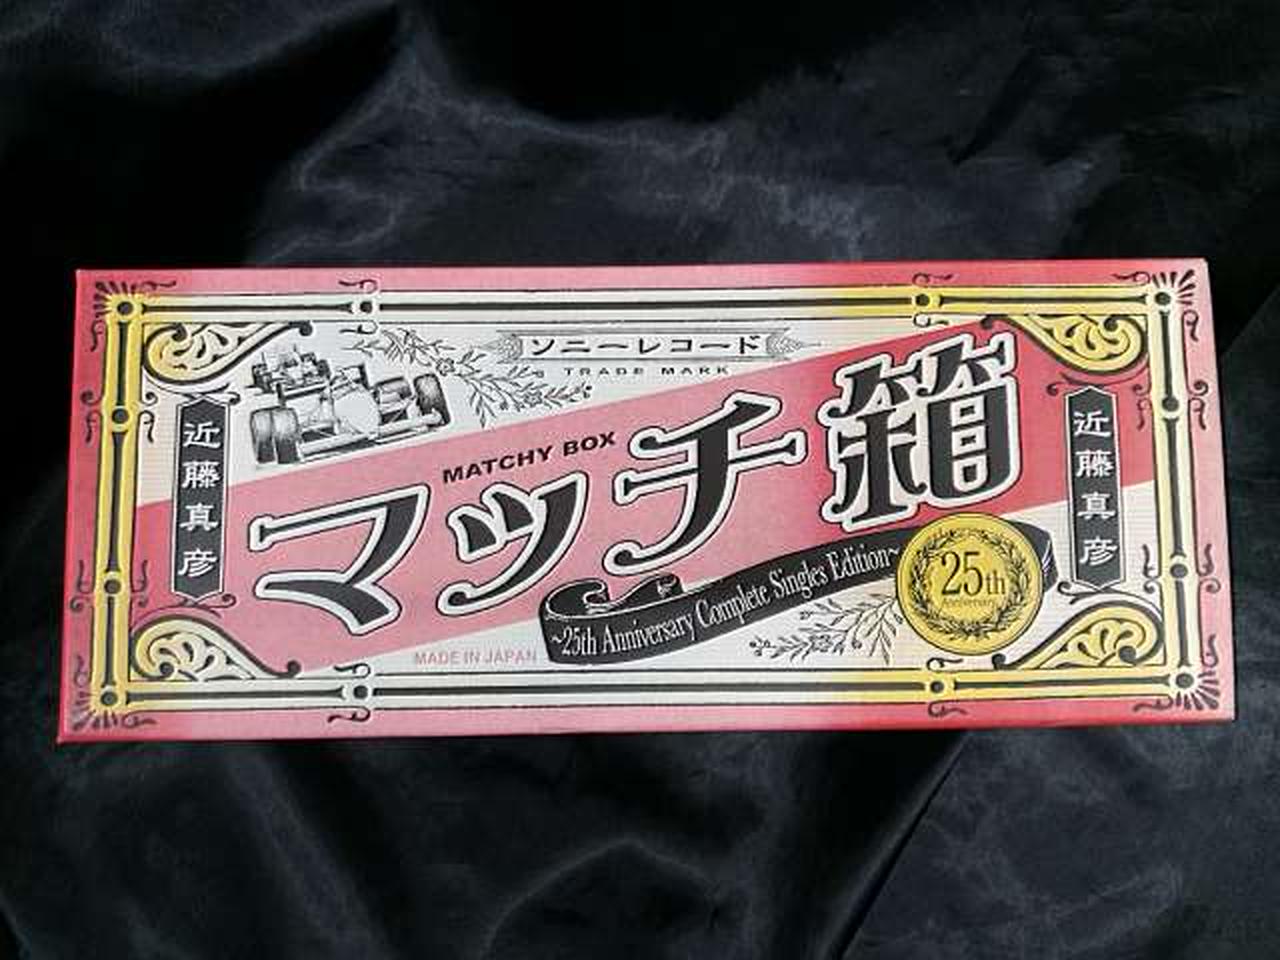 ソニーレコード
TRADE MARK
MATCHY BOX
マッチ箱
近藤真彦
近藤真彦
~25th Anniversary Complete Singles Edition~
25th
Anniversary
MADE IN JAPAN